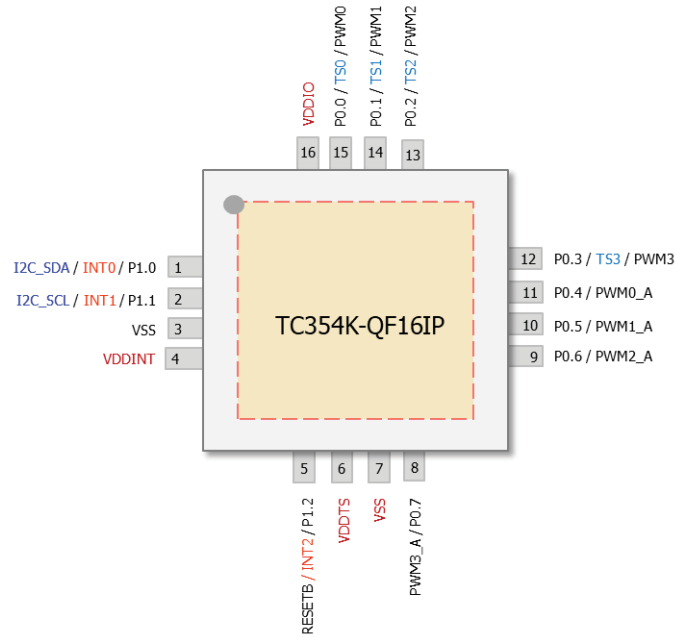 VDDIO
P0.0 / TS0 / PWM0
P0.1 / TS1 / PWM1
P0.2 / TS2 / PWM2
16
15
14
13
I2C_SDA / INT0 / P1.0
1
I2C_SCL / INT1 / P1.1
2
VSS
3
VDDINT
4
TC354K-QF16IP
12
P0.3 / TS3 / PWM3
11
P0.4 / PWM0_A
10
P0.5 / PWM1_A
9
P0.6 / PWM2_A
5
6
7
8
RESETB / INT2 / P1.2
VDDTS
VSS
PWM3_A / P0.7